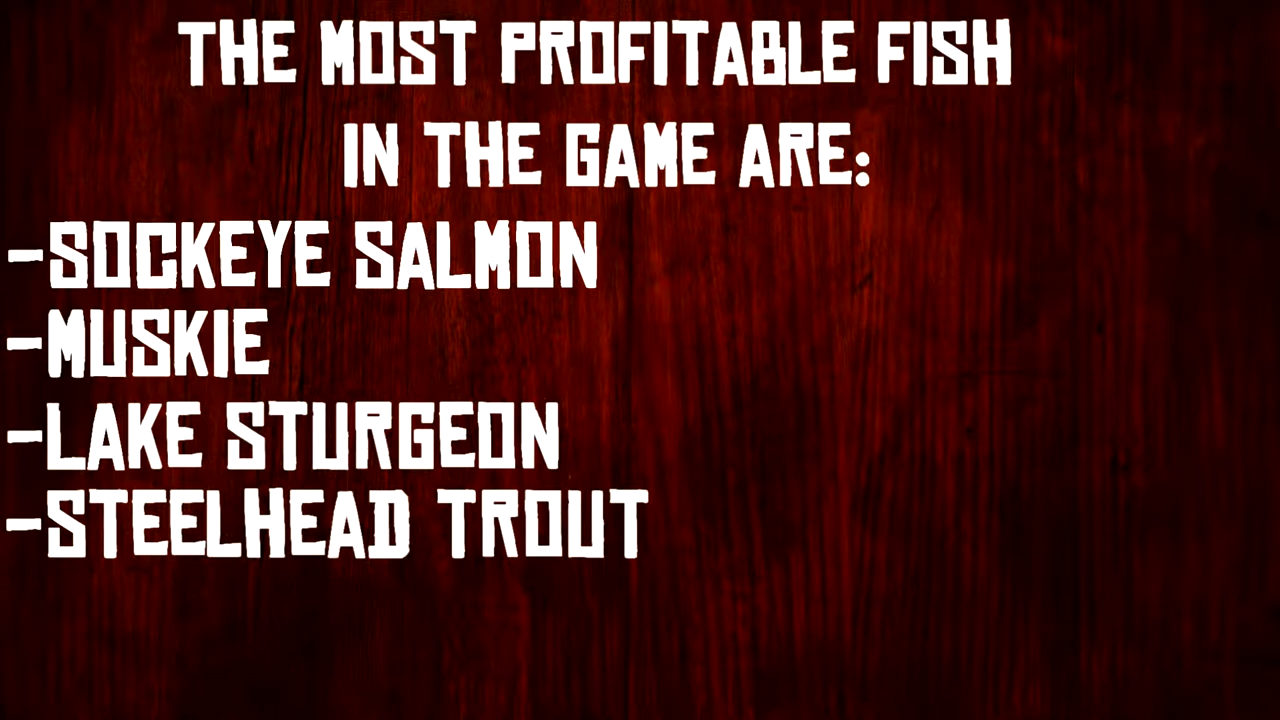 THE MOST PROFITABLE FISH
IN THE GAME ARE:
-SOCKEYE SALMON
-MUSKIE
-LAKE STURGEON
-STEELHEAD TROUT